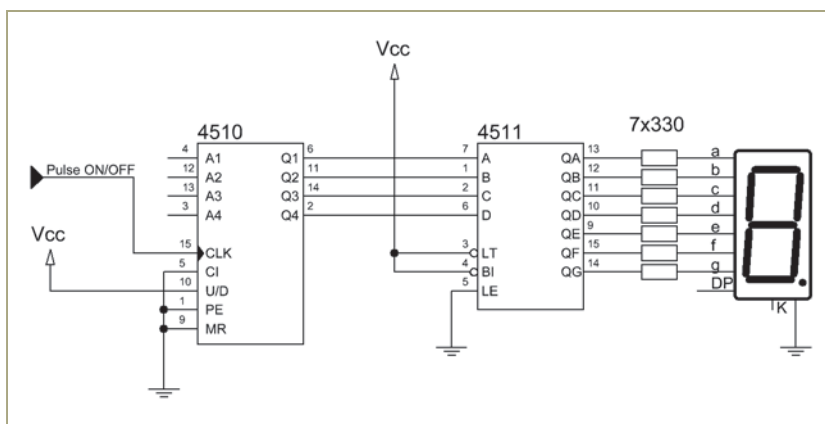 Vcc
4510
4511
7x330
4 A1 Q1 6
7 A QA 13
a
12 A2 Q2 11
1 B QB 12
b
13 A3 Q3 14
2 C QC 11
c
3 A4 Q4 2
6 D QD 10
d
QE 9
e
Pulse ON/OFF
Vcc
15 CLK
3 LT QF 15
f
5 CI
4 BI QG 14
g
10 U/D
5 LE
DP
1 PE
K
9 MR